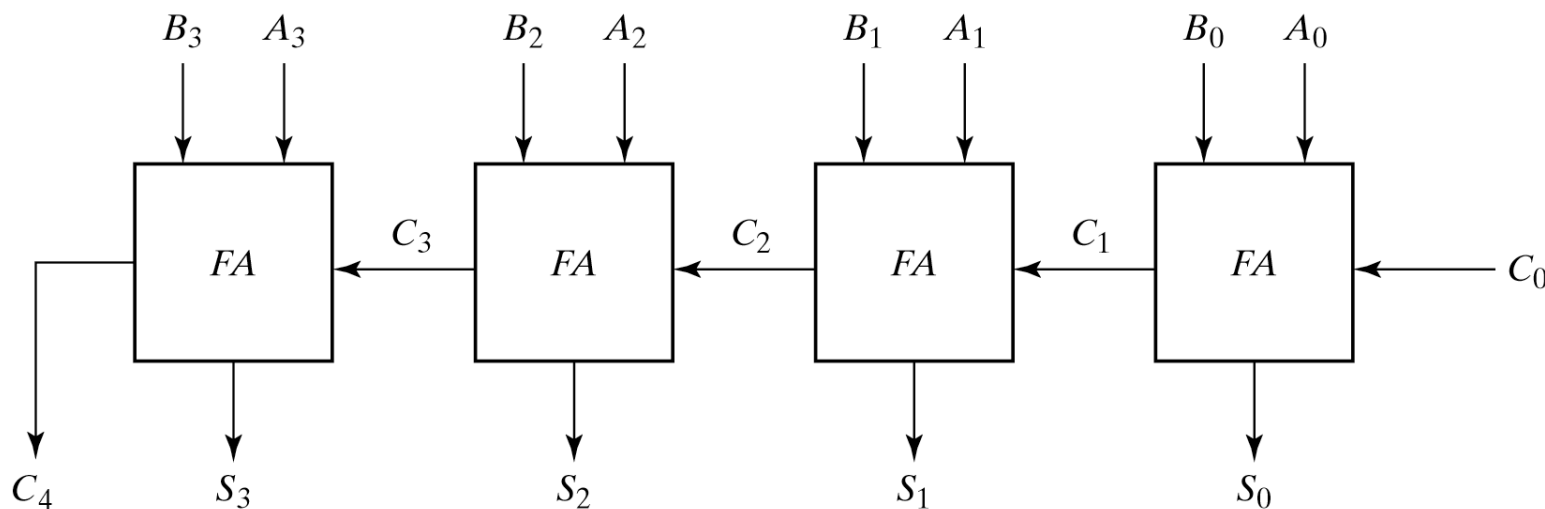 B₃ A₃ B₂ A₂ B₁ A₁ B₀ A₀
C₃ C₂ C₁
FA FA FA FA C₀
C₄ S₃ S₂ S₁ S₀